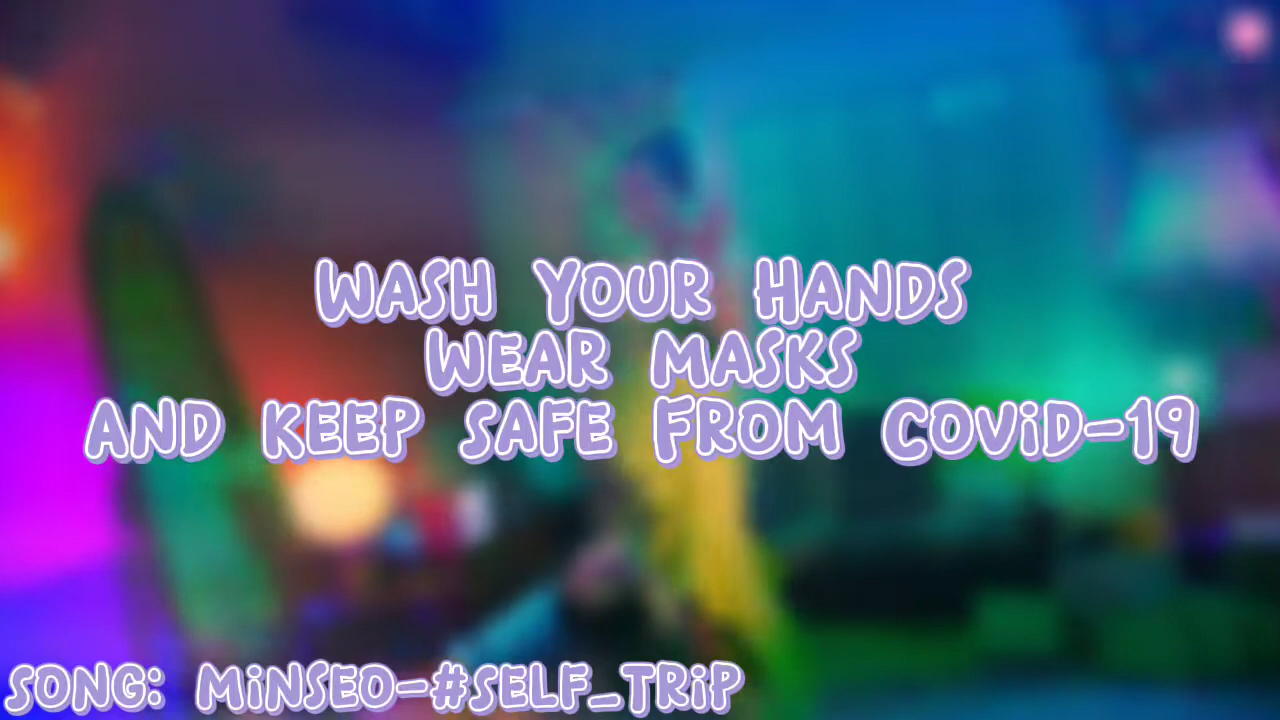 WASH YOUR HANDS
WEAR MASKS
AND KEEP SAFE FROM COViD-19
SONG: MiNSEO-#SELF_TRiP